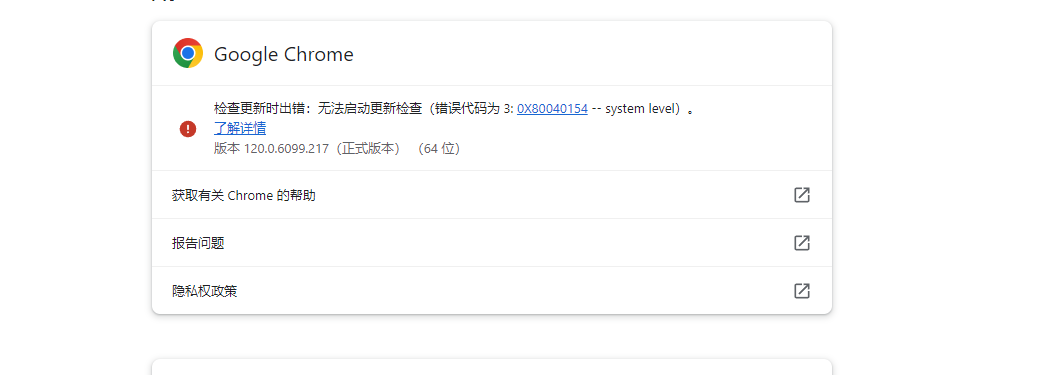 Google Chrome
检查更新时出错：无法启动更新检查（错误代码为 3: 0X80040154 -- system level）。
了解详情
版本 120.0.6099.217（正式版本） （64 位）
获取有关 Chrome 的帮助
报告问题
隐私权政策